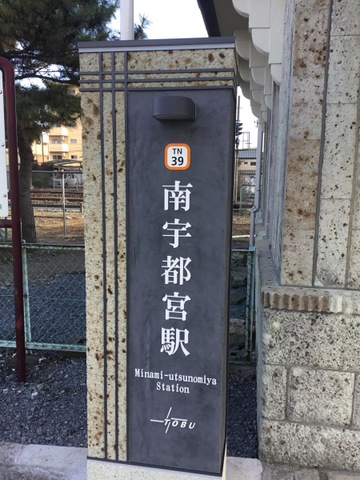 TN
39
南宇都宮駅
Minami-utsunomiya
Station
TOBU